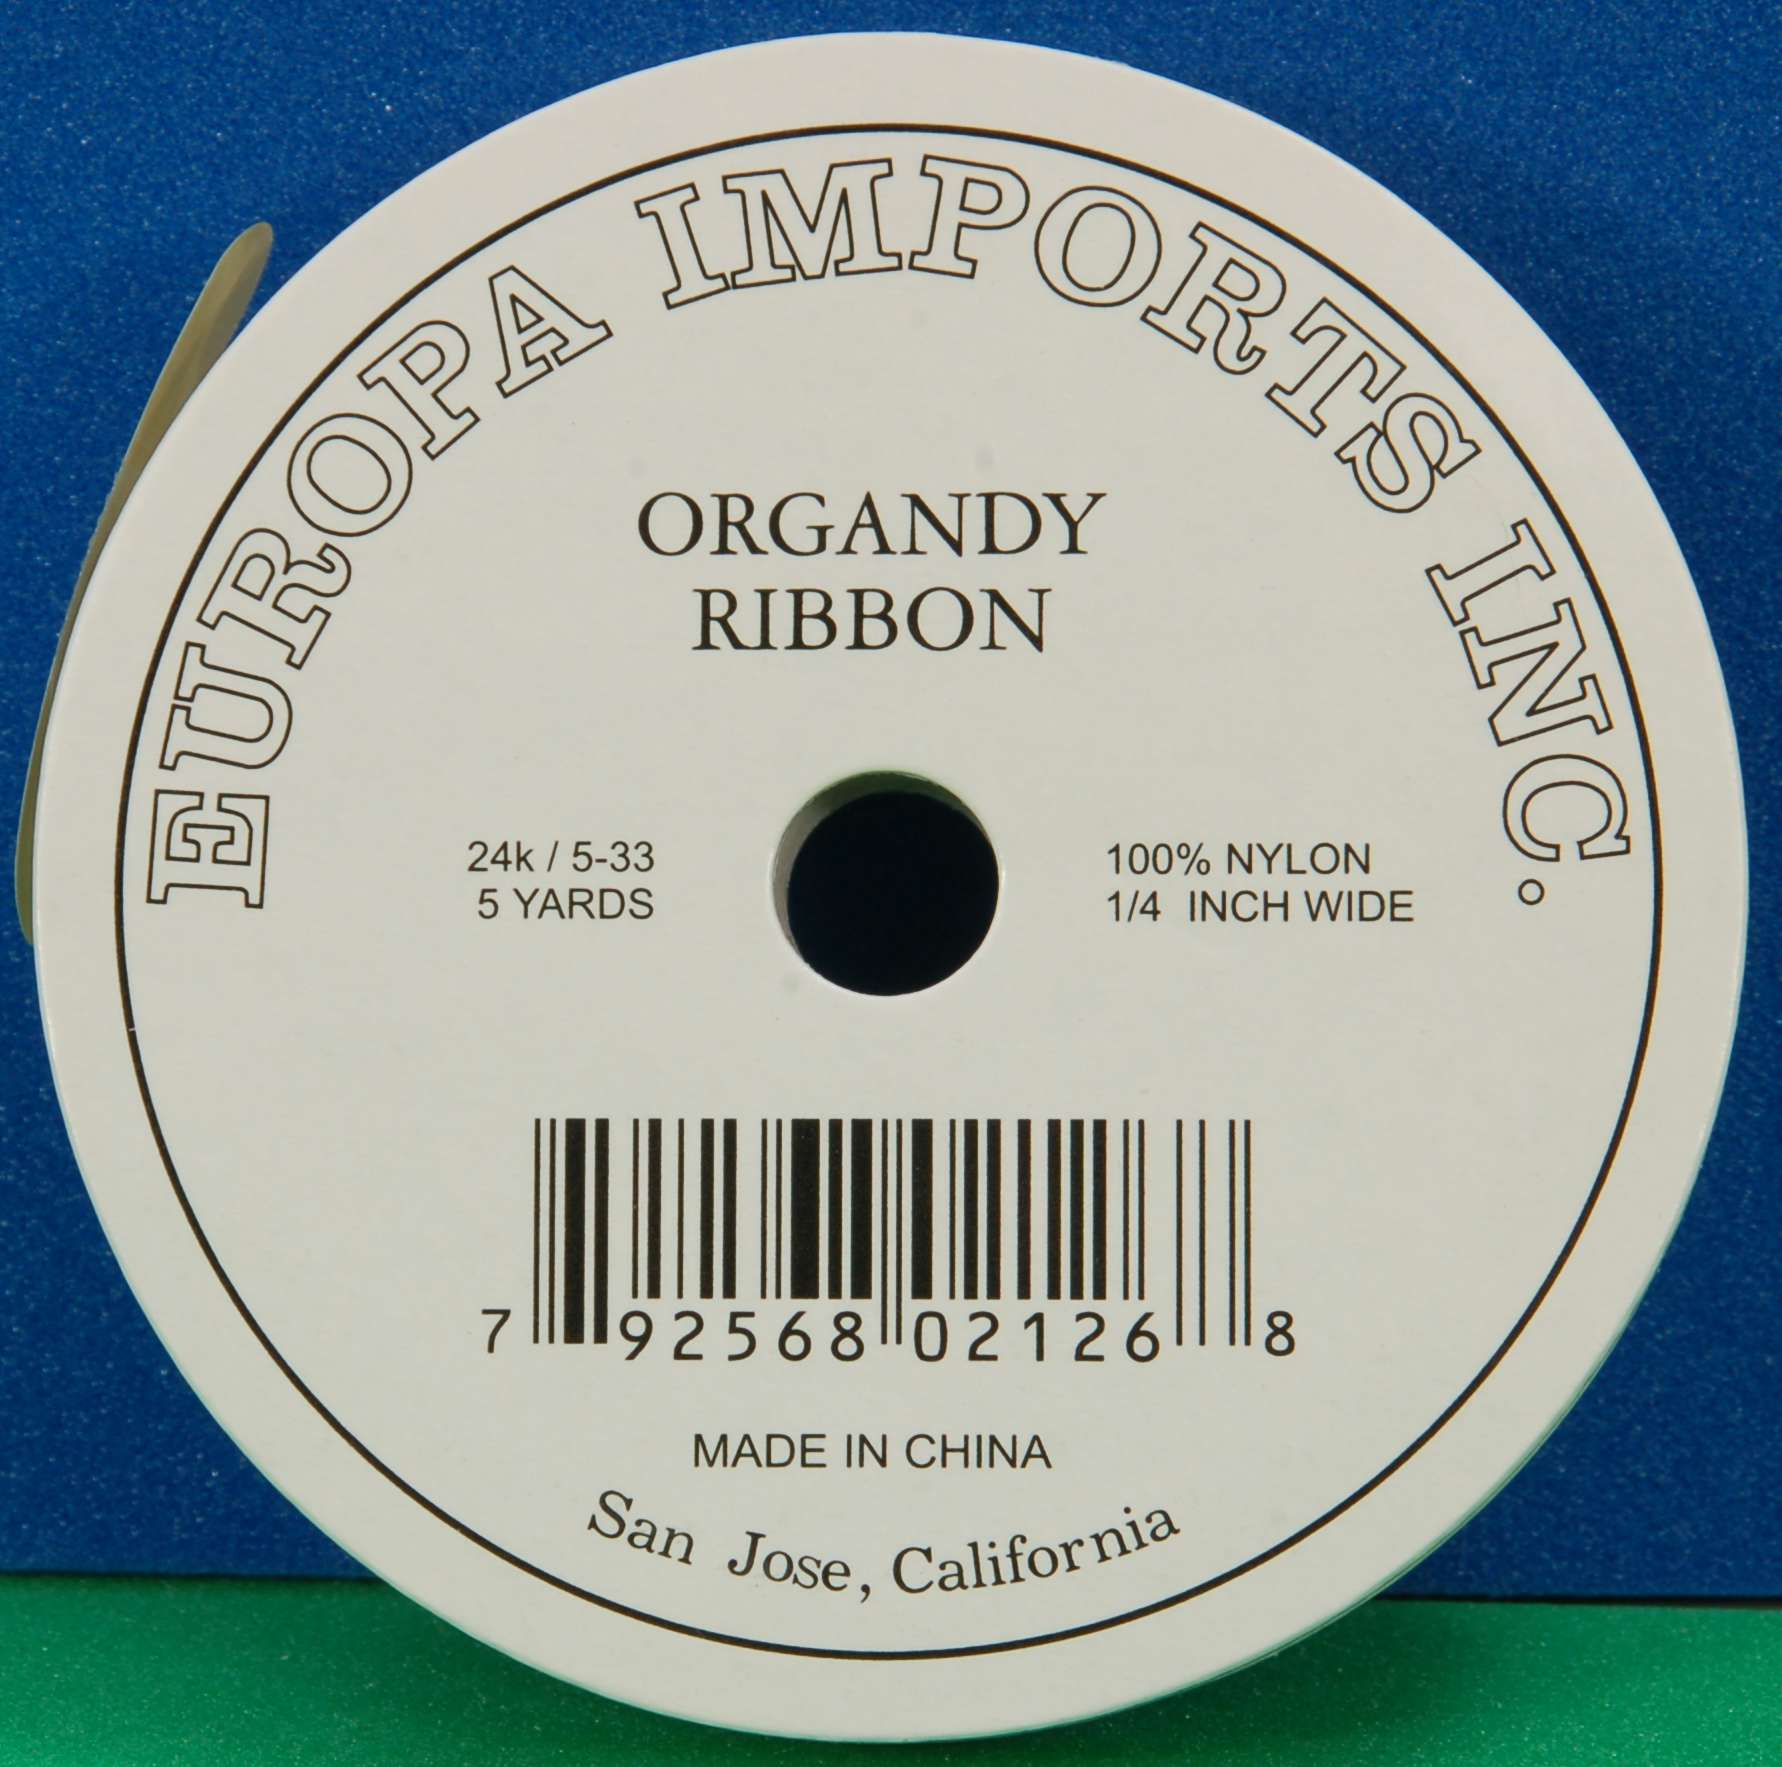 EUROPA IMPORTS INC.
ORGANDY
RIBBON
24k / 5-33
5 YARDS
100% NYLON
1/4 INCH WIDE
7 92568 02126 8
MADE IN CHINA
San Jose, California